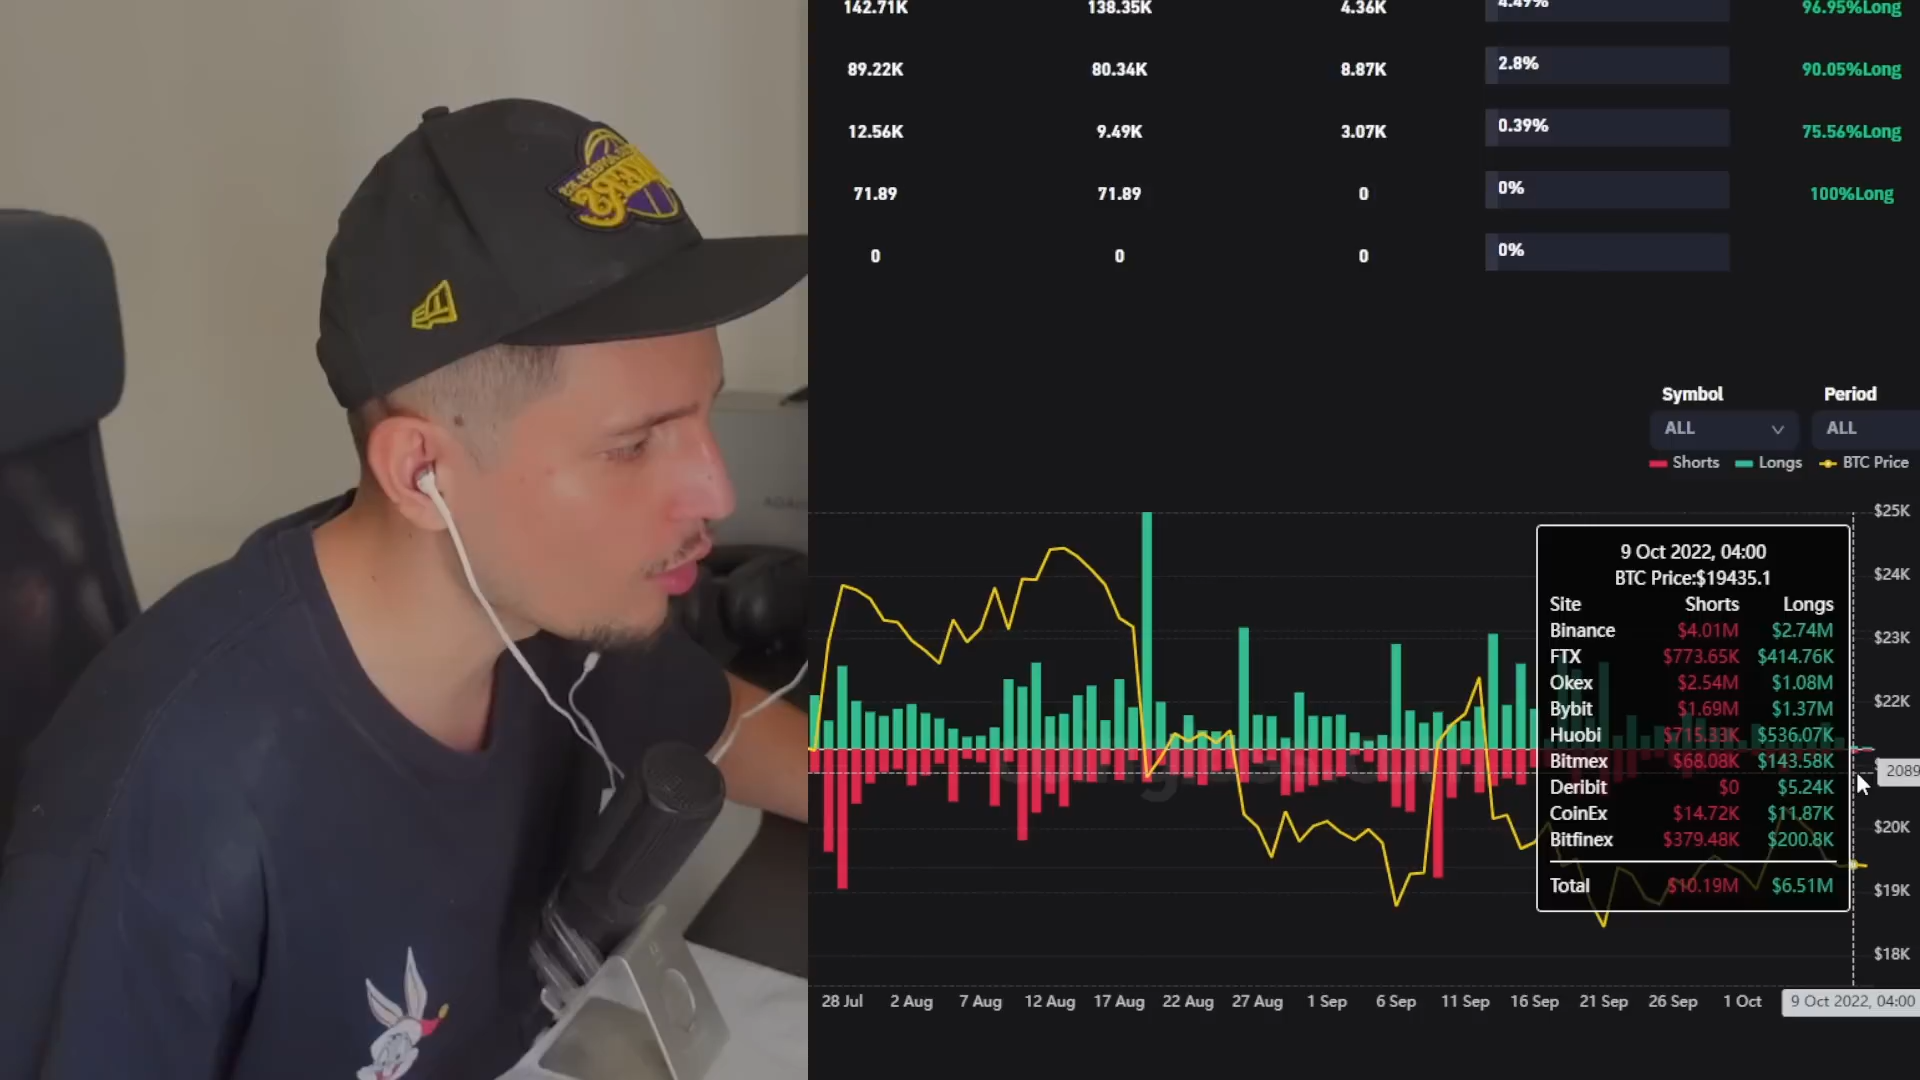 142.71K 138.35K 4.36K 4.49% 96.95%Long
89.22K 80.34K 8.87K 2.8% 90.05%Long
12.56K 9.49K 3.07K 0.39% 75.56%Long
71.89 71.89 0 0% 100%Long
0 0 0 0%
Symbol Period
ALL ALL
Shorts Longs BTC Price
$25K
$24K
$23K
$22K
2089
$20K
$19K
$18K
9 Oct 2022, 04:00
BTC Price:$19435.1
Site Shorts Longs
Binance $4.01M $2.74M
FTX $773.65K $414.76K
Okex $2.54M $1.08M
Bybit $1.69M $1.37M
Huobi $715.33K $536.07K
Bitmex $68.08K $143.58K
Deribit $0 $5.24K
CoinEx $14.72K $11.87K
Bitfinex $379.48K $200.8K
Total $10.19M $6.51M
28 Jul 2 Aug 7 Aug 12 Aug 17 Aug 22 Aug 27 Aug 1 Sep 6 Sep 11 Sep 16 Sep 21 Sep 26 Sep 1 Oct 9 Oct 2022, 04:00